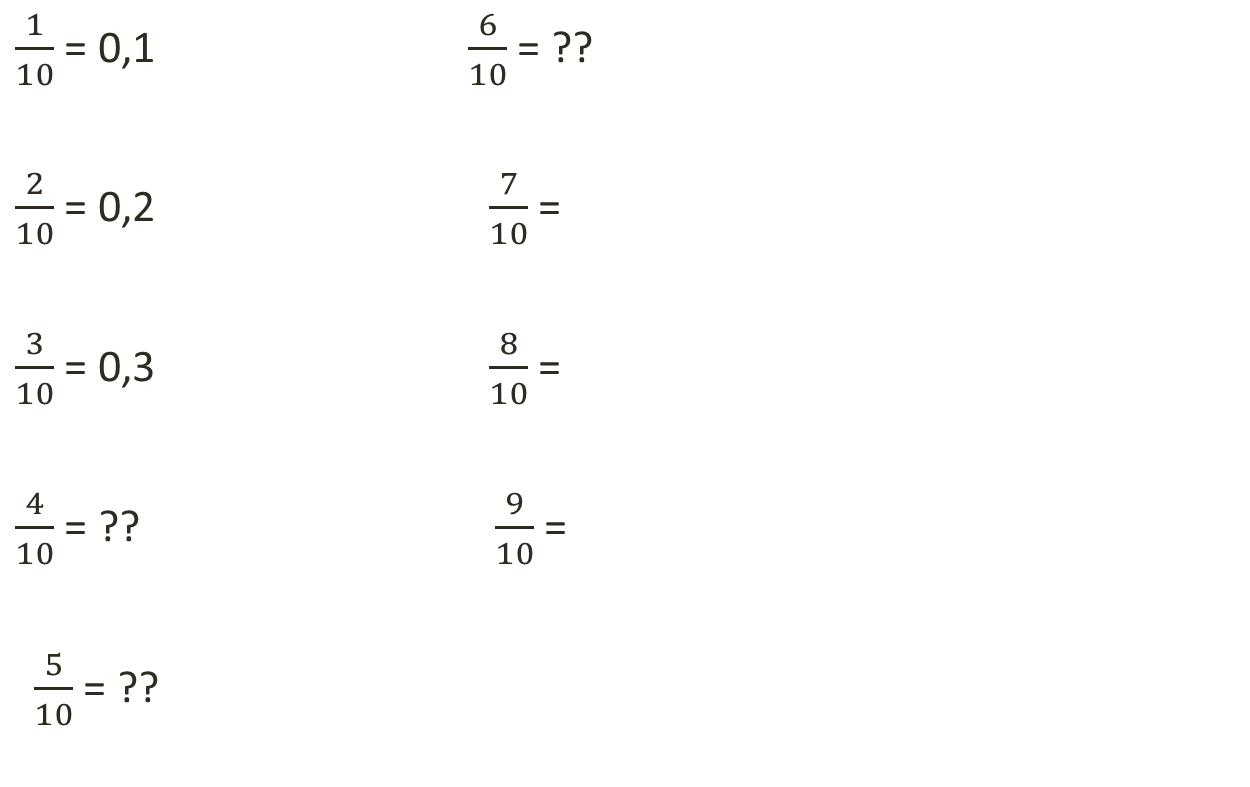 1/10 = 0,1
2/10 = 0,2
3/10 = 0,3
4/10 = ??
5/10 = ??
6/10 = ??
7/10 =
8/10 =
9/10 =